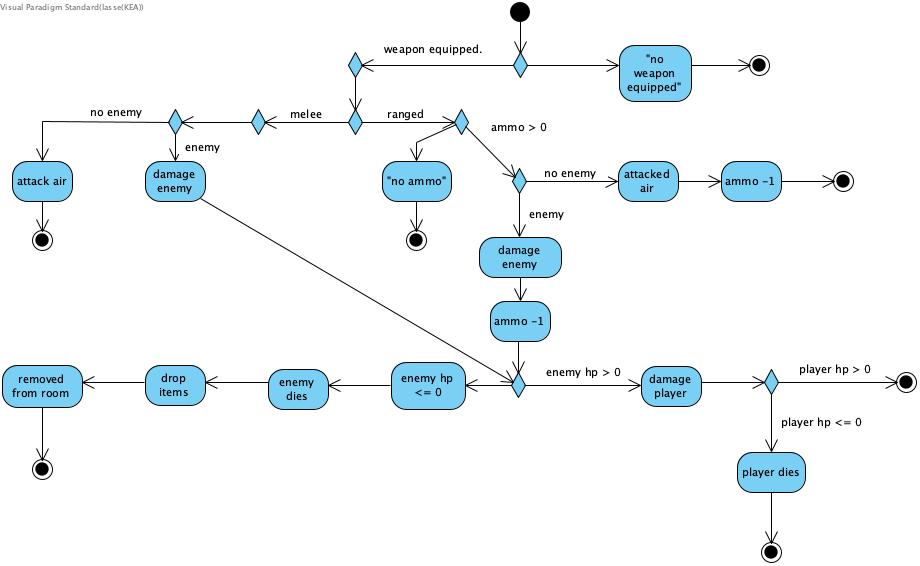 Visual Paradigm Standard(lasse(KEA))
weapon equipped.
"no
weapon
equipped"
no enemy
melee
ranged
ammo > 0
enemy
attack air
damage
enemy
"no ammo"
no enemy
attacked
air
ammo -1
enemy
damage
enemy
ammo -1
removed
from room
drop
items
enemy
dies
enemy hp
<= 0
enemy hp > 0
damage
player
player hp > 0
player hp <= 0
player dies